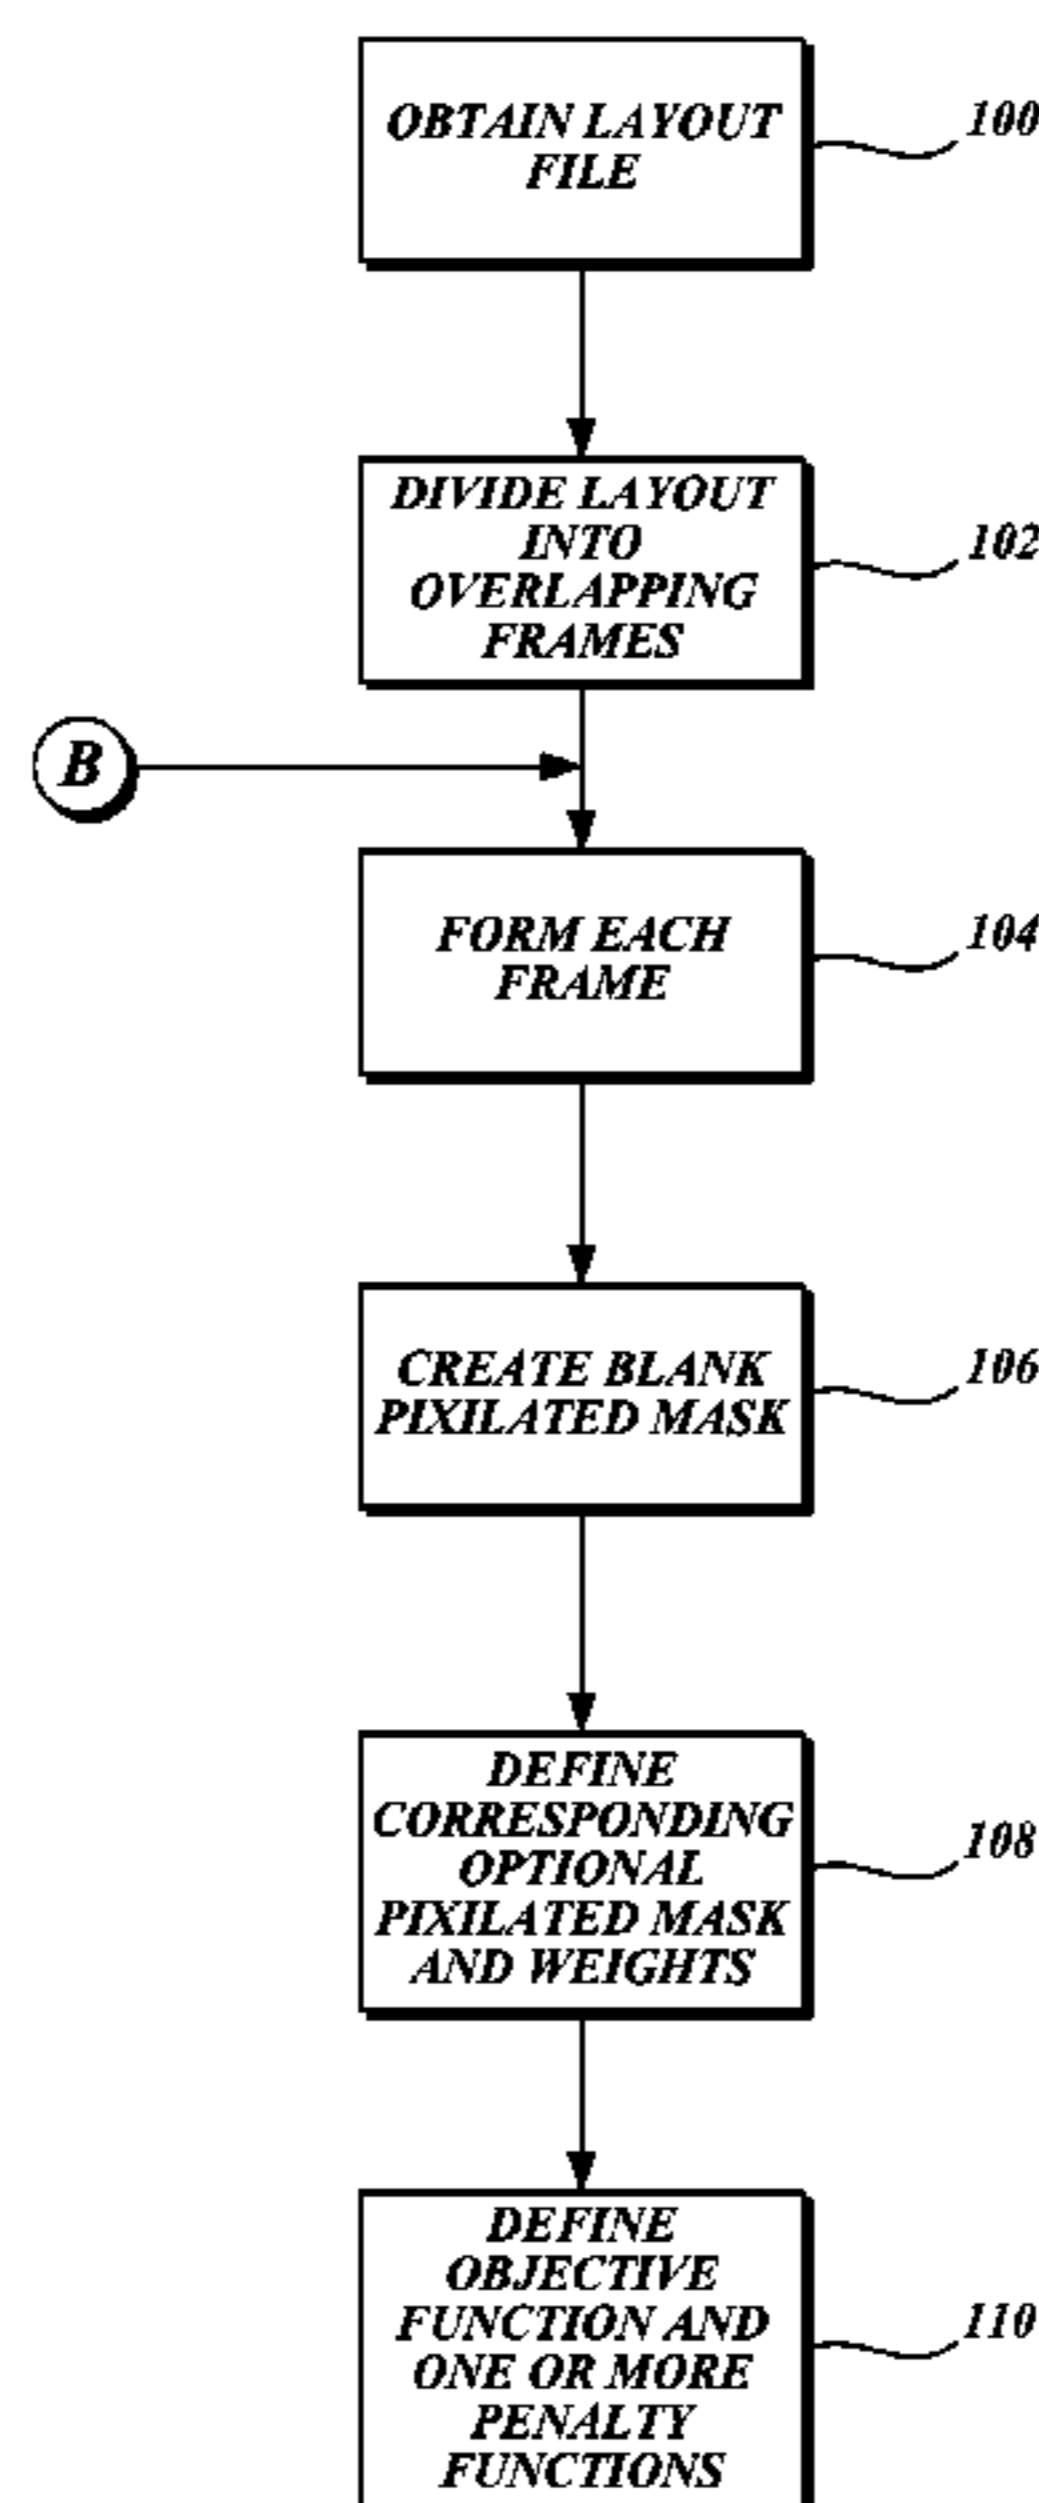 OBTAIN LAYOUT
FILE
100
DIVIDE LAYOUT
INTO
OVERLAPPING
FRAMES
102
B
FORM EACH
FRAME
104
CREATE BLANK
PIXILATED MASK
106
DEFINE
CORRESPONDING
OPTIONAL
PIXILATED MASK
AND WEIGHTS
108
DEFINE
OBJECTIVE
FUNCTION AND
ONE OR MORE
PENALTY
FUNCTIONS
110